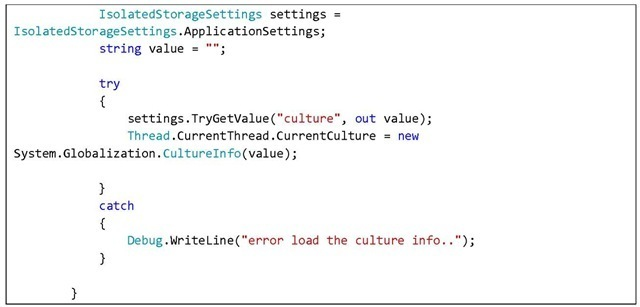 IsolatedStorageSettings settings =
IsolatedStorageSettings.ApplicationSettings;
string value = "";
try
{
settings.TryGetValue("culture", out value);
Thread.CurrentThread.CurrentCulture = new
System.Globalization.CultureInfo(value);
}
catch
{
Debug.WriteLine("error load the culture info..");
}
}